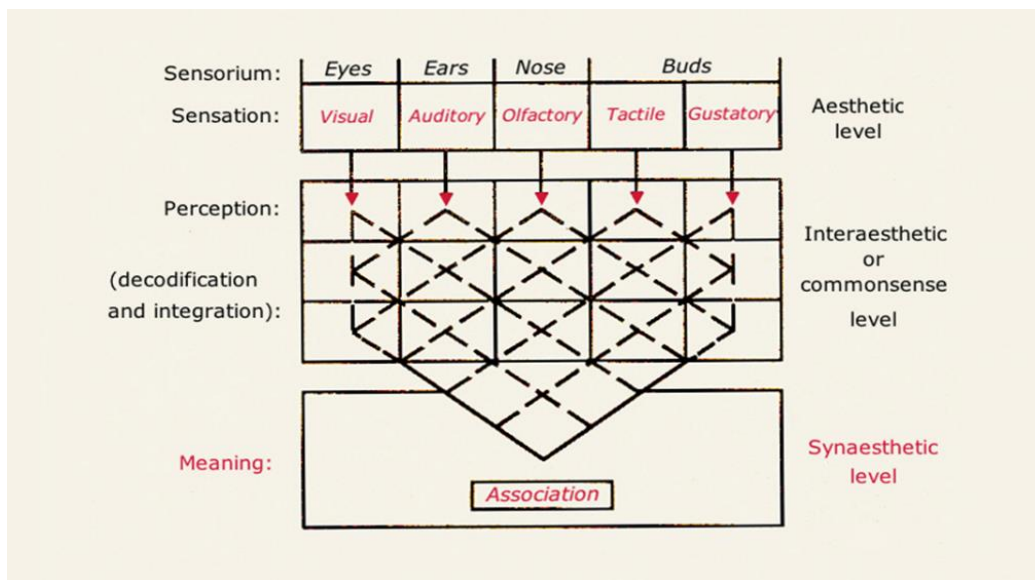 Sensorium: Eyes Ears Nose Buds
Sensation: Visual Auditory Olfactory Tactile Gustatory
Aesthetic
level
Perception:
(decodification
and integration):
Interaesthetic
or
commonsense
level
Meaning:
Synaesthetic
level
Association